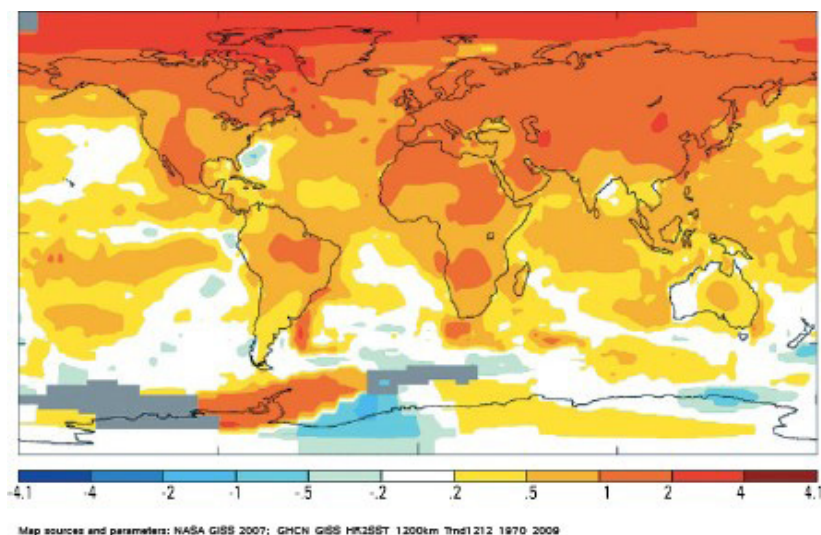 -4.1 -4 -2 -1 -.5 -.2 .2 .5 1 2 4 4.1
Map sources and parameters: NASA GISS 2007; GHCN GISS HR2SST 1200km Trnd1212 1970 2009